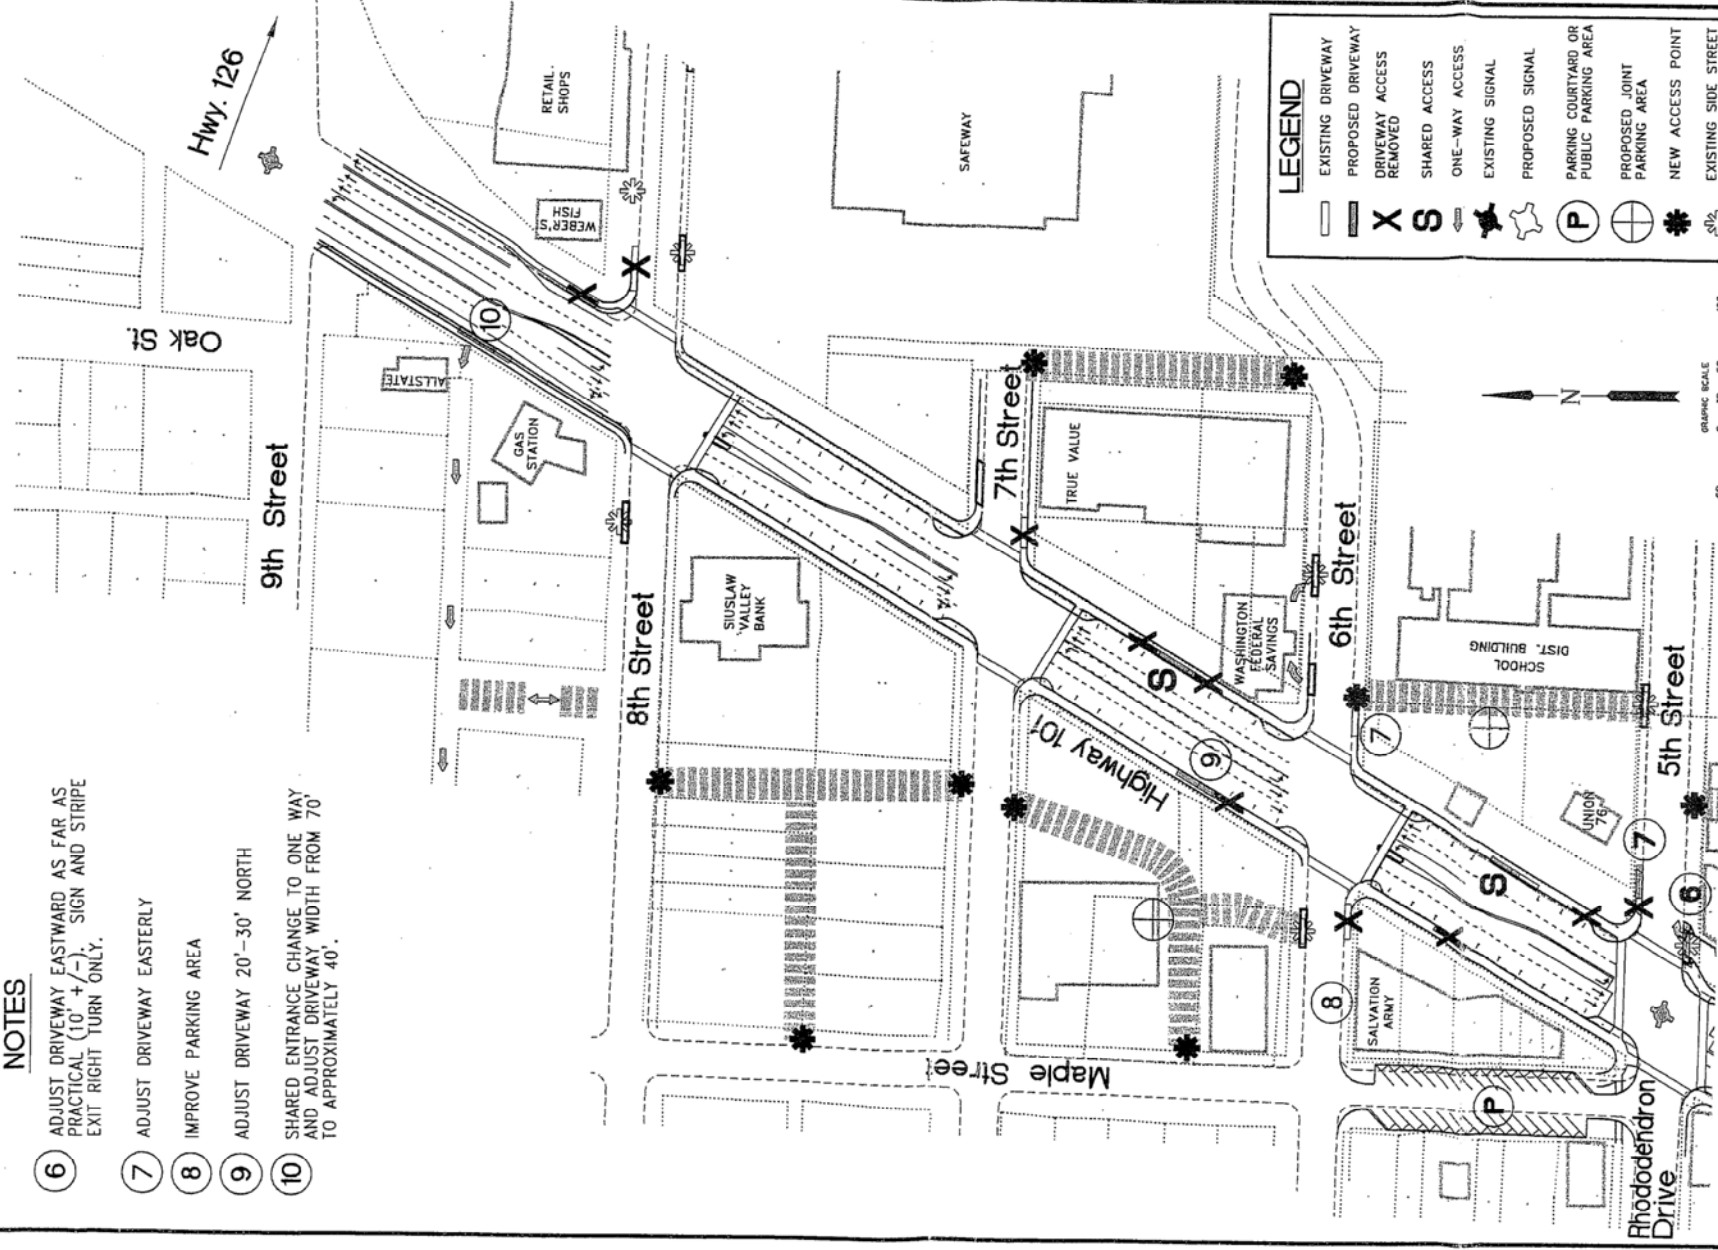 NOTES
6 ADJUST DRIVEWAY EASTWARD AS FAR AS
PRACTICAL (10' +/-). SIGN AND STRIPE
EXIT RIGHT TURN ONLY.
7 ADJUST DRIVEWAY EASTERLY
8 IMPROVE PARKING AREA
9 ADJUST DRIVEWAY 20'-30' NORTH
10 SHARED ENTRANCE CHANGE TO ONE WAY
AND ADJUST DRIVEWAY WIDTH FROM 70'
TO APPROXIMATELY 40'.
Hwy. 126
Oak St.
9th Street
8th Street
7th Street
6th Street
5th Street
Highway 101
Maple Street
Rhododendron
Drive
RETAIL
SHOPS
WEBER'S
FISH
SAFEWAY
ALLSTATE
GAS
STATION
SIUSLAW
VALLEY
BANK
TRUE VALUE
WASHINGTON
FEDERAL
SAVINGS
SCHOOL
DIST. BUILDING
UNION
76
SALVATION
ARMY
10
9
7
7
8
6
P
S
S
X
X
X
X
X
X
X
X
X
X
N
GRAPHIC SCALE
LEGEND
EXISTING DRIVEWAY
PROPOSED DRIVEWAY
X DRIVEWAY ACCESS
REMOVED
S SHARED ACCESS
ONE-WAY ACCESS
EXISTING SIGNAL
PROPOSED SIGNAL
P PARKING COURTYARD OR
PUBLIC PARKING AREA
PROPOSED JOINT
PARKING AREA
NEW ACCESS POINT
EXISTING SIDE STREET